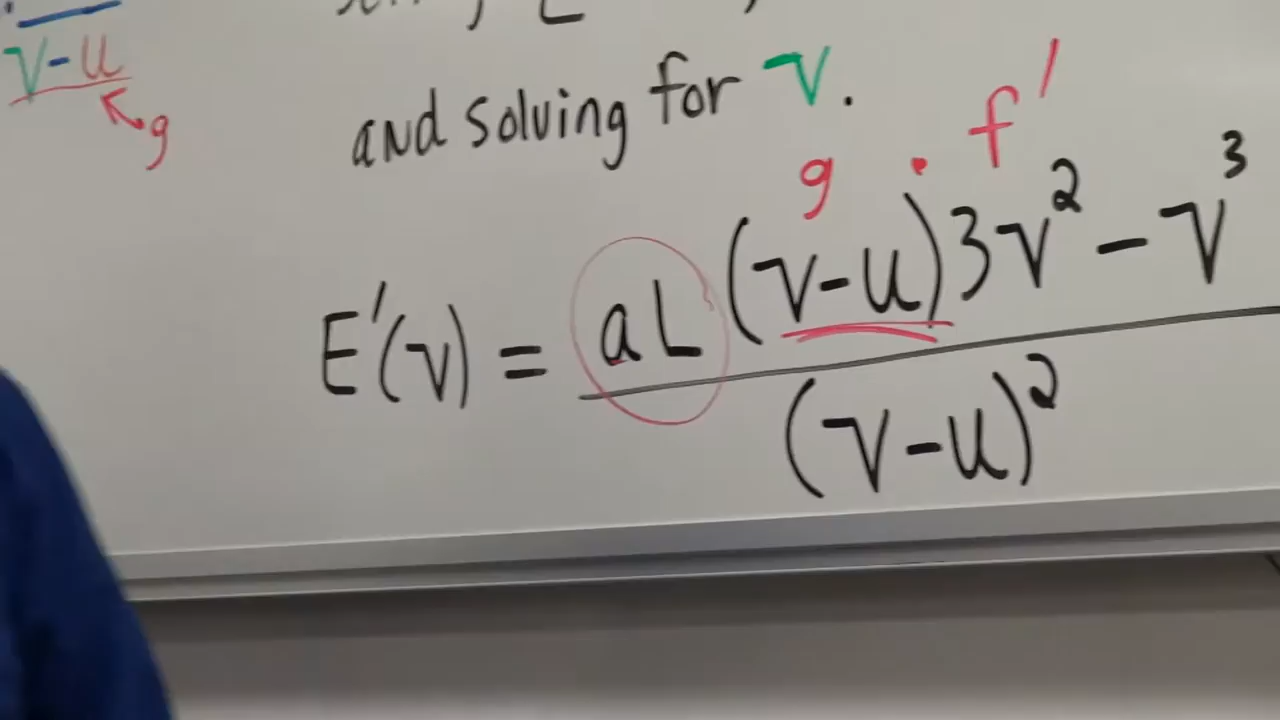 v-u
g
and solving for v.
g · f'
E'(v) = aL (v-u)3v² - v³
(v-u)²